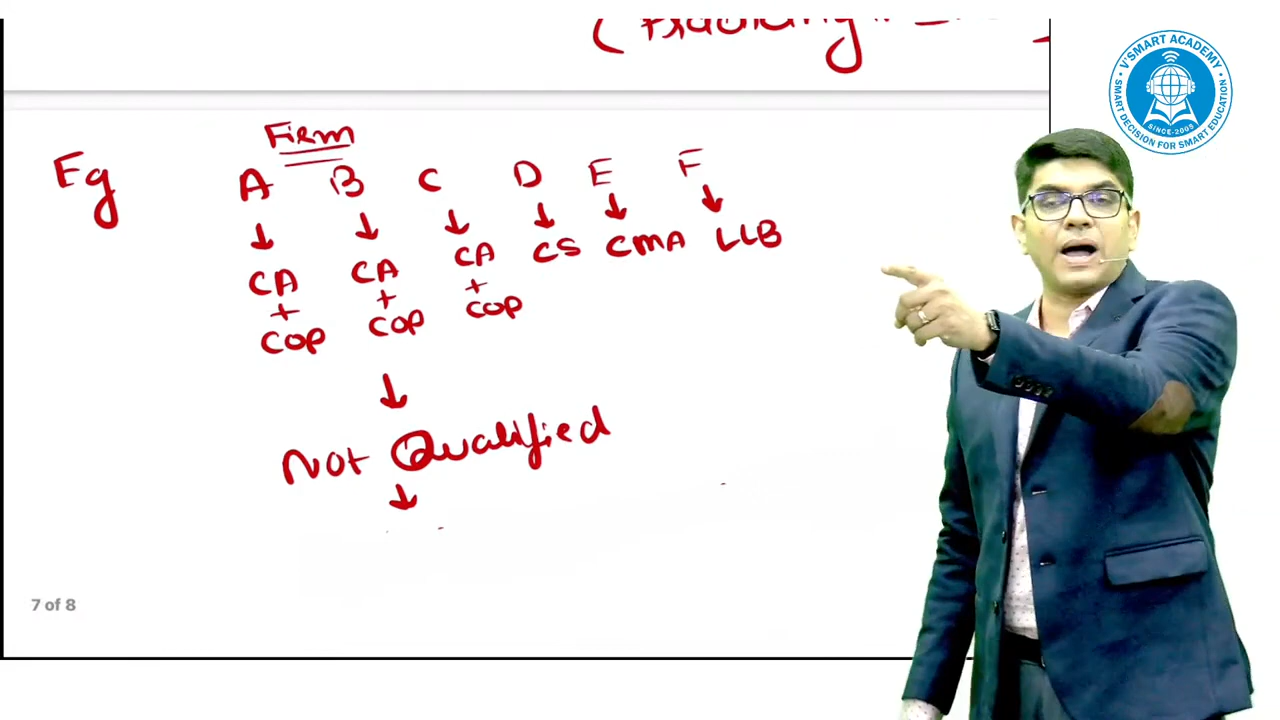 Firm
Eg A B C D E F
CA CA CA CS CMA LLB
+ + +
COP COP COP
Not Qualified
7 of 8
V'SMART ACADEMY
SMART DECISION FOR SMART EDUCATION
SINCE-2005